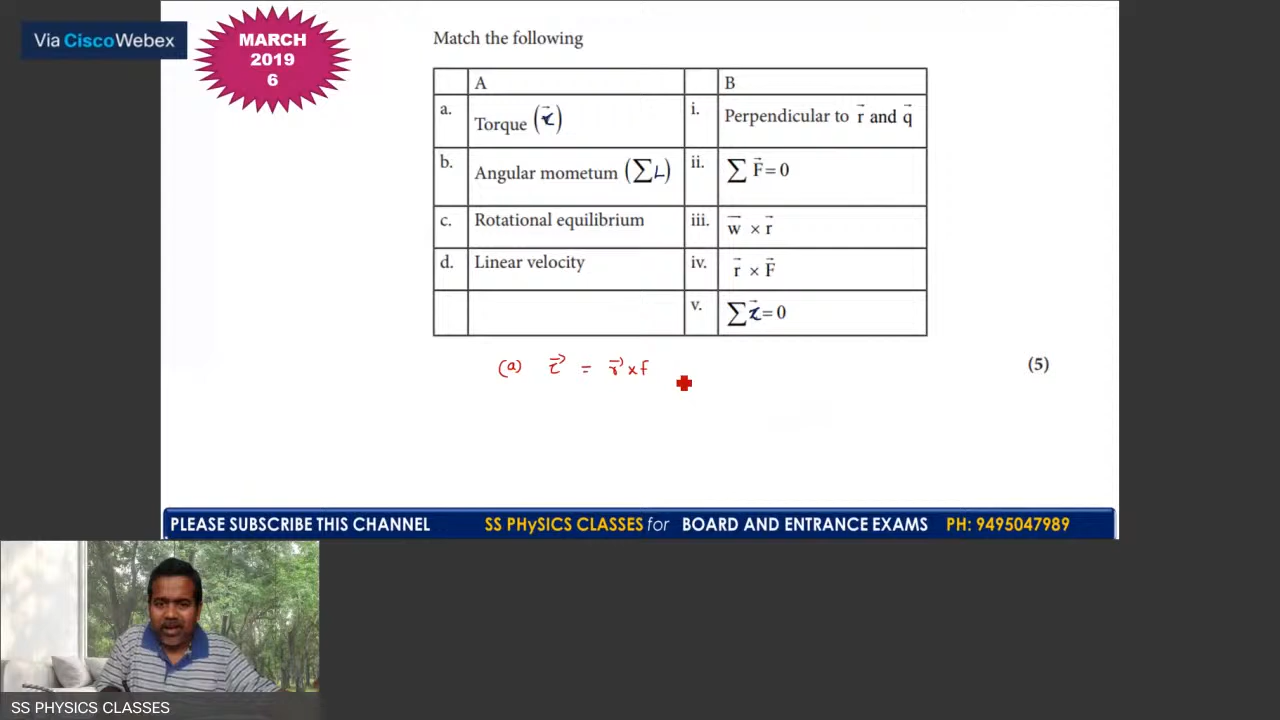 Via CiscoWebex
MARCH
2019
6
Match the following
A B
a. Torque (τ⃗) i. Perpendicular to r⃗ and q⃗
b. Angular mometum (∑L) ii. ∑ F⃗ = 0
c. Rotational equilibrium iii. w⃗ × r⃗
d. Linear velocity iv. r⃗ × F⃗
v. ∑τ⃗ = 0
(a) τ⃗ = r⃗ × f
(5)
PLEASE SUBSCRIBE THIS CHANNEL SS PHySICS CLASSES for BOARD AND ENTRANCE EXAMS PH: 9495047989
SS PHYSICS CLASSES